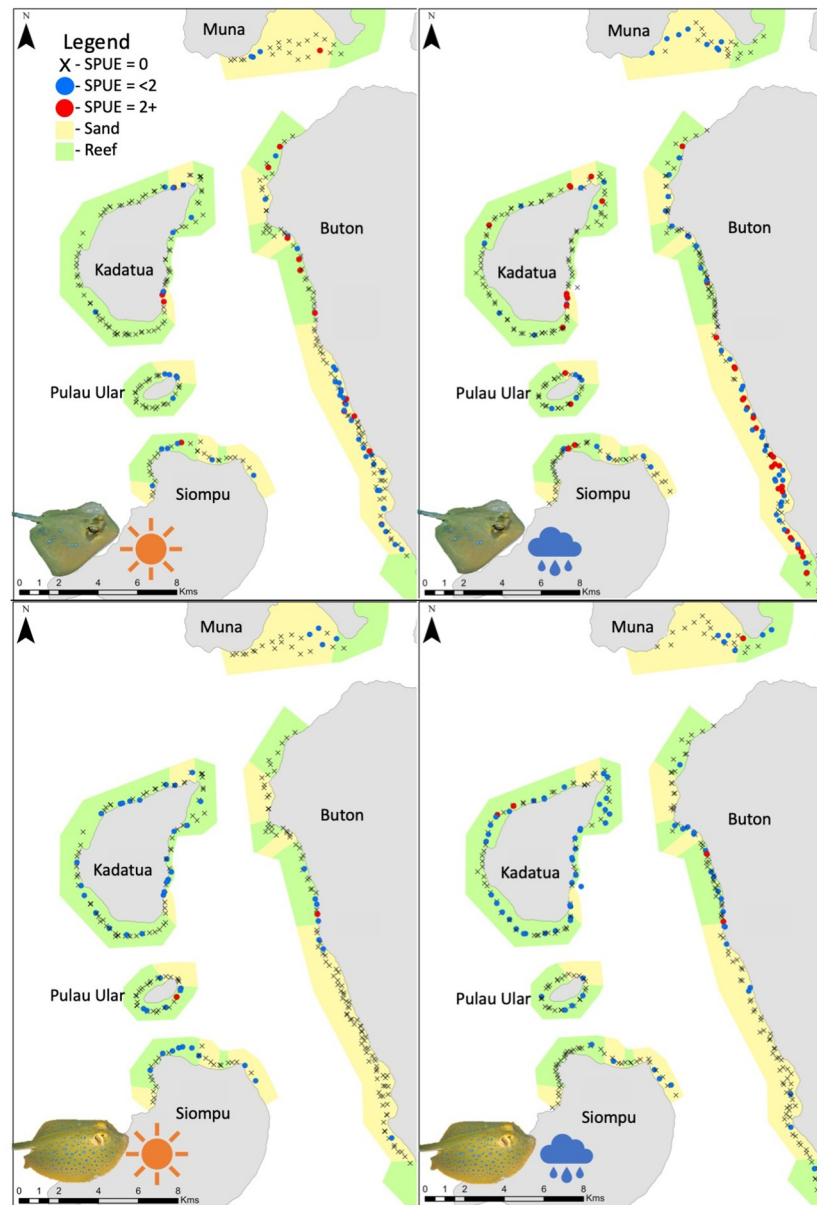 N
Muna
Legend
X - SPUE = 0
- SPUE = <2
- SPUE = 2+
- Sand
- Reef
Buton
Kadatua
Pulau Ular
Siompu
0 1 2 4 6 8
Kms
N
Muna
Buton
Kadatua
Pulau Ular
Siompu
0 1 2 4 6 8
Kms
N
Muna
Buton
Kadatua
Pulau Ular
Siompu
0 1 2 4 6 8
Kms
N
Muna
Buton
Kadatua
Pulau Ular
Siompu
0 1 2 4 6 8
Kms